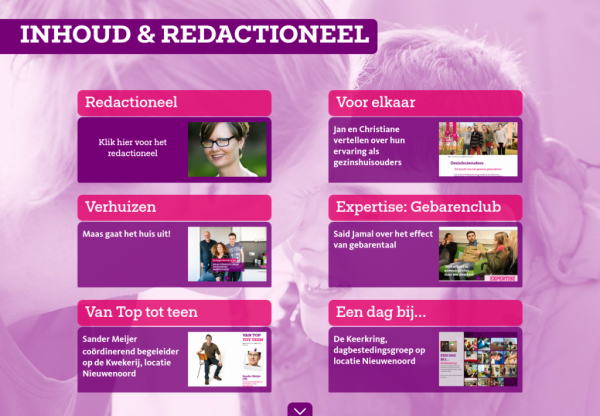 INHOUD & REDACTIONEEL
Redactioneel
Klik hier voor het
redactioneel
Voor elkaar
Jan en Christiane
vertellen over hun
ervaring als
gezinshuisouders
Gezinshuisouders
Verhuizen
Maas gaat het huis uit!
Expertise: Gebarenclub
Said Jamal over het effect
van gebarentaal
EXPERTISE
Van Top tot teen
Sander Meijer
coördinerend begeleider
op de Kwekerij, locatie
Nieuwenoord
VAN TOP
TOT TEEN
Een dag bij...
De Keerkring,
dagbestedingsgroep op
locatie Nieuwenoord
EEN DAG
BIJ...